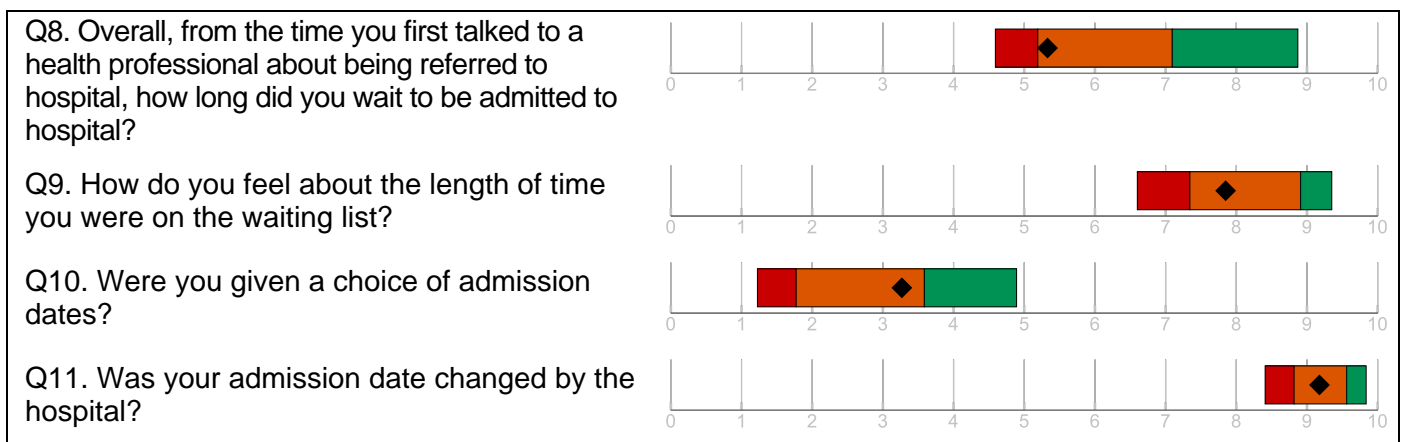 Q8. Overall, from the time you first talked to a
health professional about being referred to
hospital, how long did you wait to be admitted to
hospital?
0 1 2 3 4 5 6 7 8 9 10
Q9. How do you feel about the length of time
you were on the waiting list?
0 1 2 3 4 5 6 7 8 9 10
Q10. Were you given a choice of admission
dates?
0 1 2 3 4 5 6 7 8 9 10
Q11. Was your admission date changed by the
hospital?
0 1 2 3 4 5 6 7 8 9 10